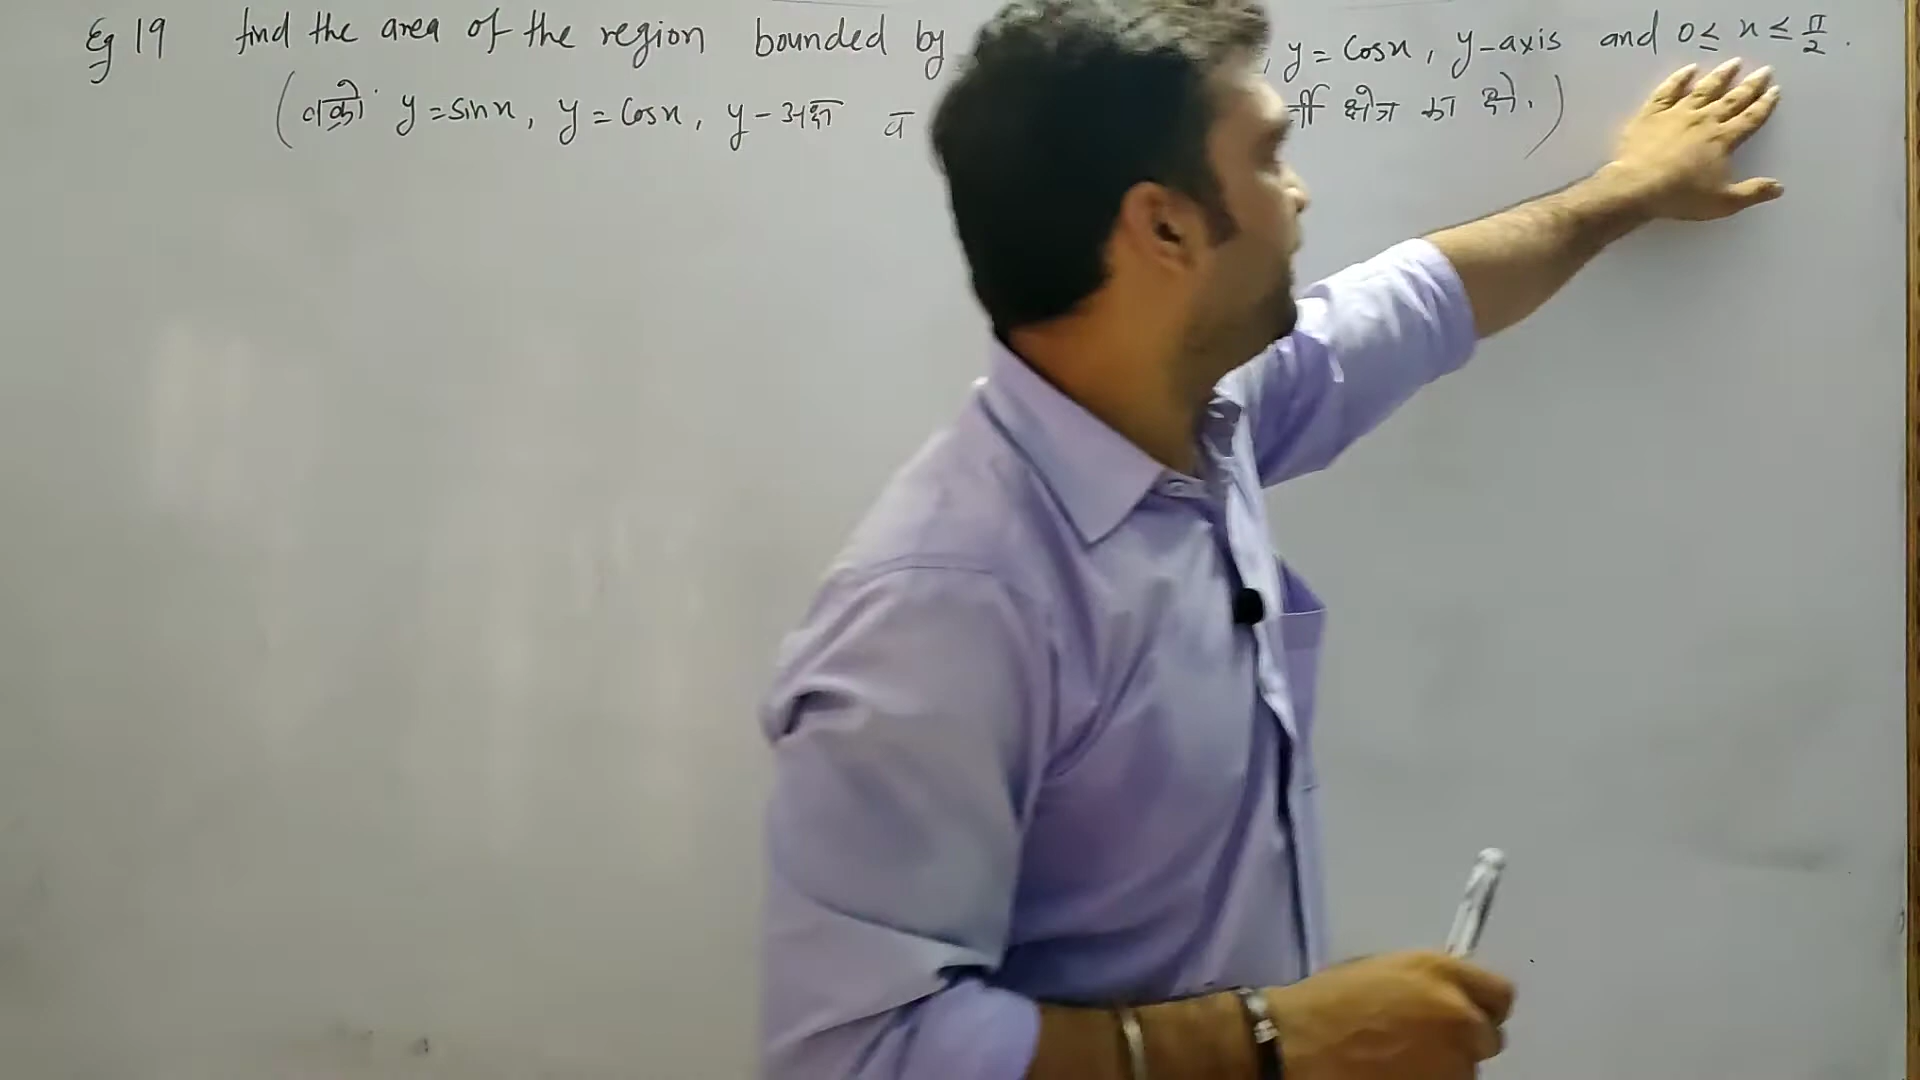 Eg 19 find the area of the region bounded by , y = Cosx, y-axis and 0 ≤ x ≤ π/2 .
( वक्रों y = sinx, y = Cosx, y - अक्ष व क्षेत्र का क्षे. )